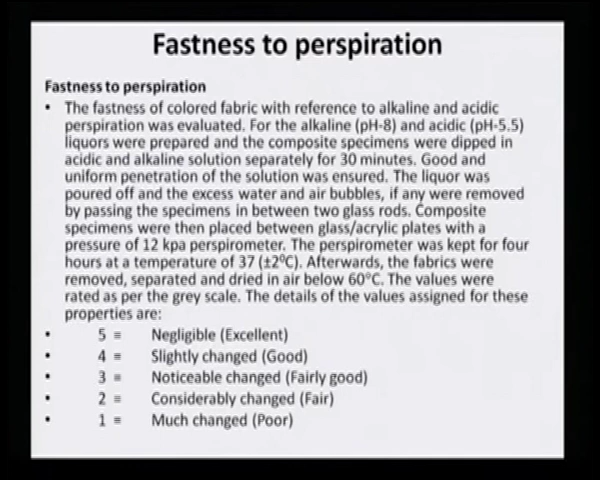 Fastness to perspiration
Fastness to perspiration
• The fastness of colored fabric with reference to alkaline and acidic
perspiration was evaluated. For the alkaline (pH-8) and acidic (pH-5.5)
liquors were prepared and the composite specimens were dipped in
acidic and alkaline solution separately for 30 minutes. Good and
uniform penetration of the solution was ensured. The liquor was
poured off and the excess water and air bubbles, if any were removed
by passing the specimens in between two glass rods. Composite
specimens were then placed between glass/acrylic plates with a
pressure of 12 kpa perspirometer. The perspirometer was kept for four
hours at a temperature of 37 (±2⁰C). Afterwards, the fabrics were
removed, separated and dried in air below 60°C. The values were
rated as per the grey scale. The details of the values assigned for these
properties are:
• 5 = Negligible (Excellent)
• 4 = Slightly changed (Good)
• 3 = Noticeable changed (Fairly good)
• 2 = Considerably changed (Fair)
• 1 = Much changed (Poor)